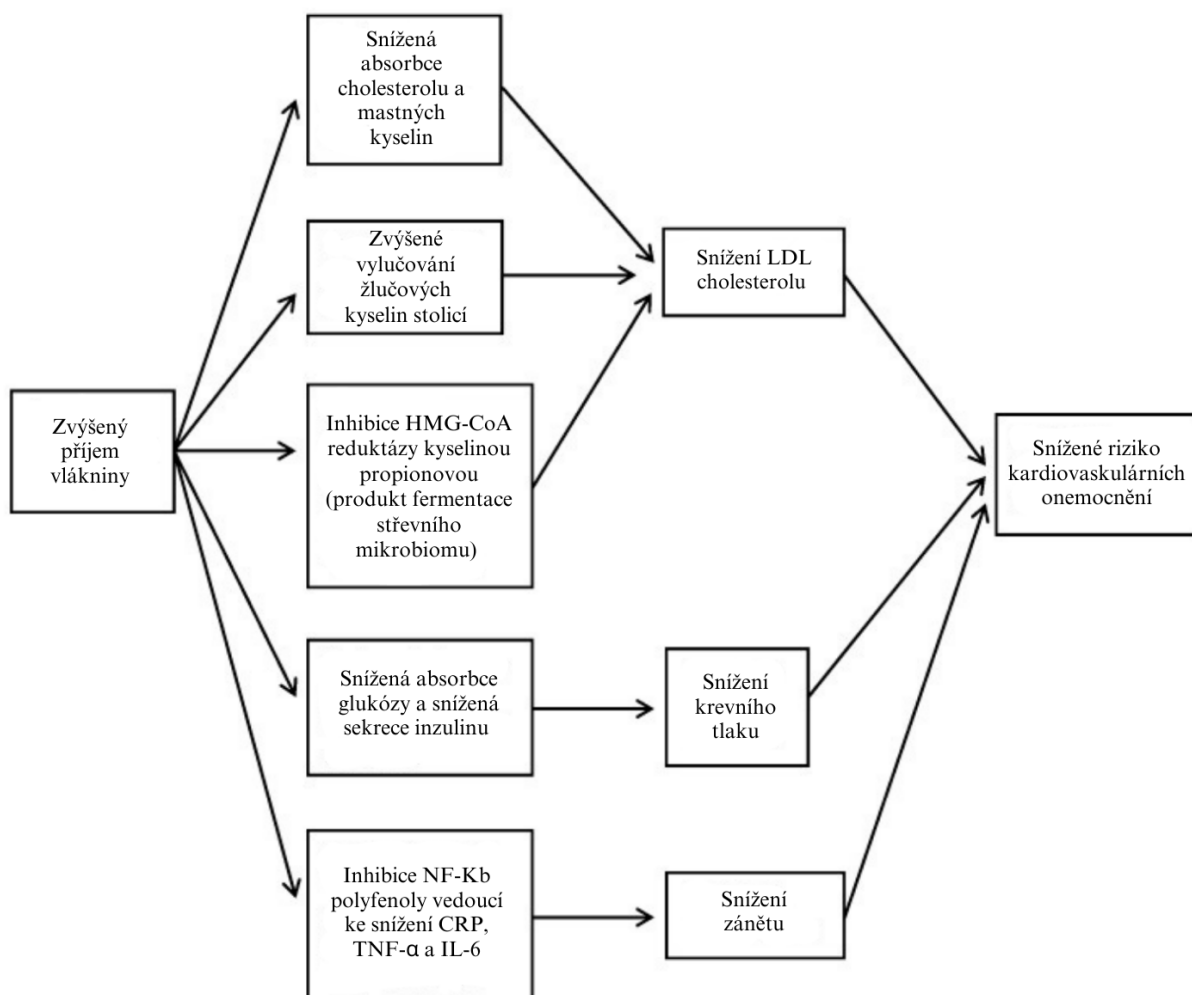 Snížená
absorbce
cholesterolu a
mastných
kyselin
Zvýšené
vylučování
žlučových
kyselin stolicí
Snížení LDL
cholesterolu
Zvýšený
příjem
vlákniny
Inhibice HMG-CoA
reduktázy kyselinou
propionovou
(produkt fermentace
střevního
mikrobiomu)
Snížené riziko
kardiovaskulárních
onemocnění
Snížená absorbce
glukózy a snížená
sekrece inzulinu
Snížení
krevního
tlaku
Inhibice NF-Kb
polyfenoly vedoucí
ke snížení CRP,
TNF-α a IL-6
Snížení
zánětu